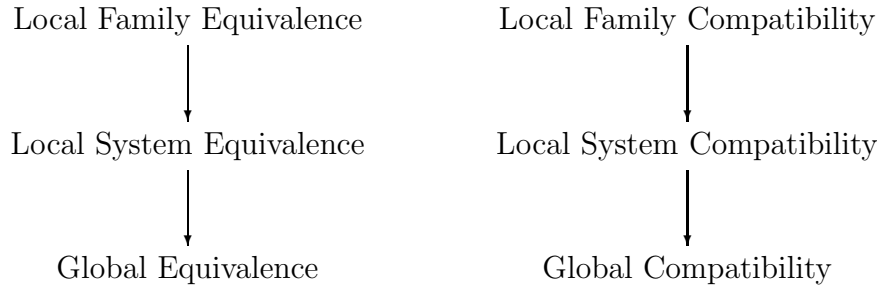 Local Family Equivalence
Local Family Compatibility
Local System Equivalence
Local System Compatibility
Global Equivalence
Global Compatibility